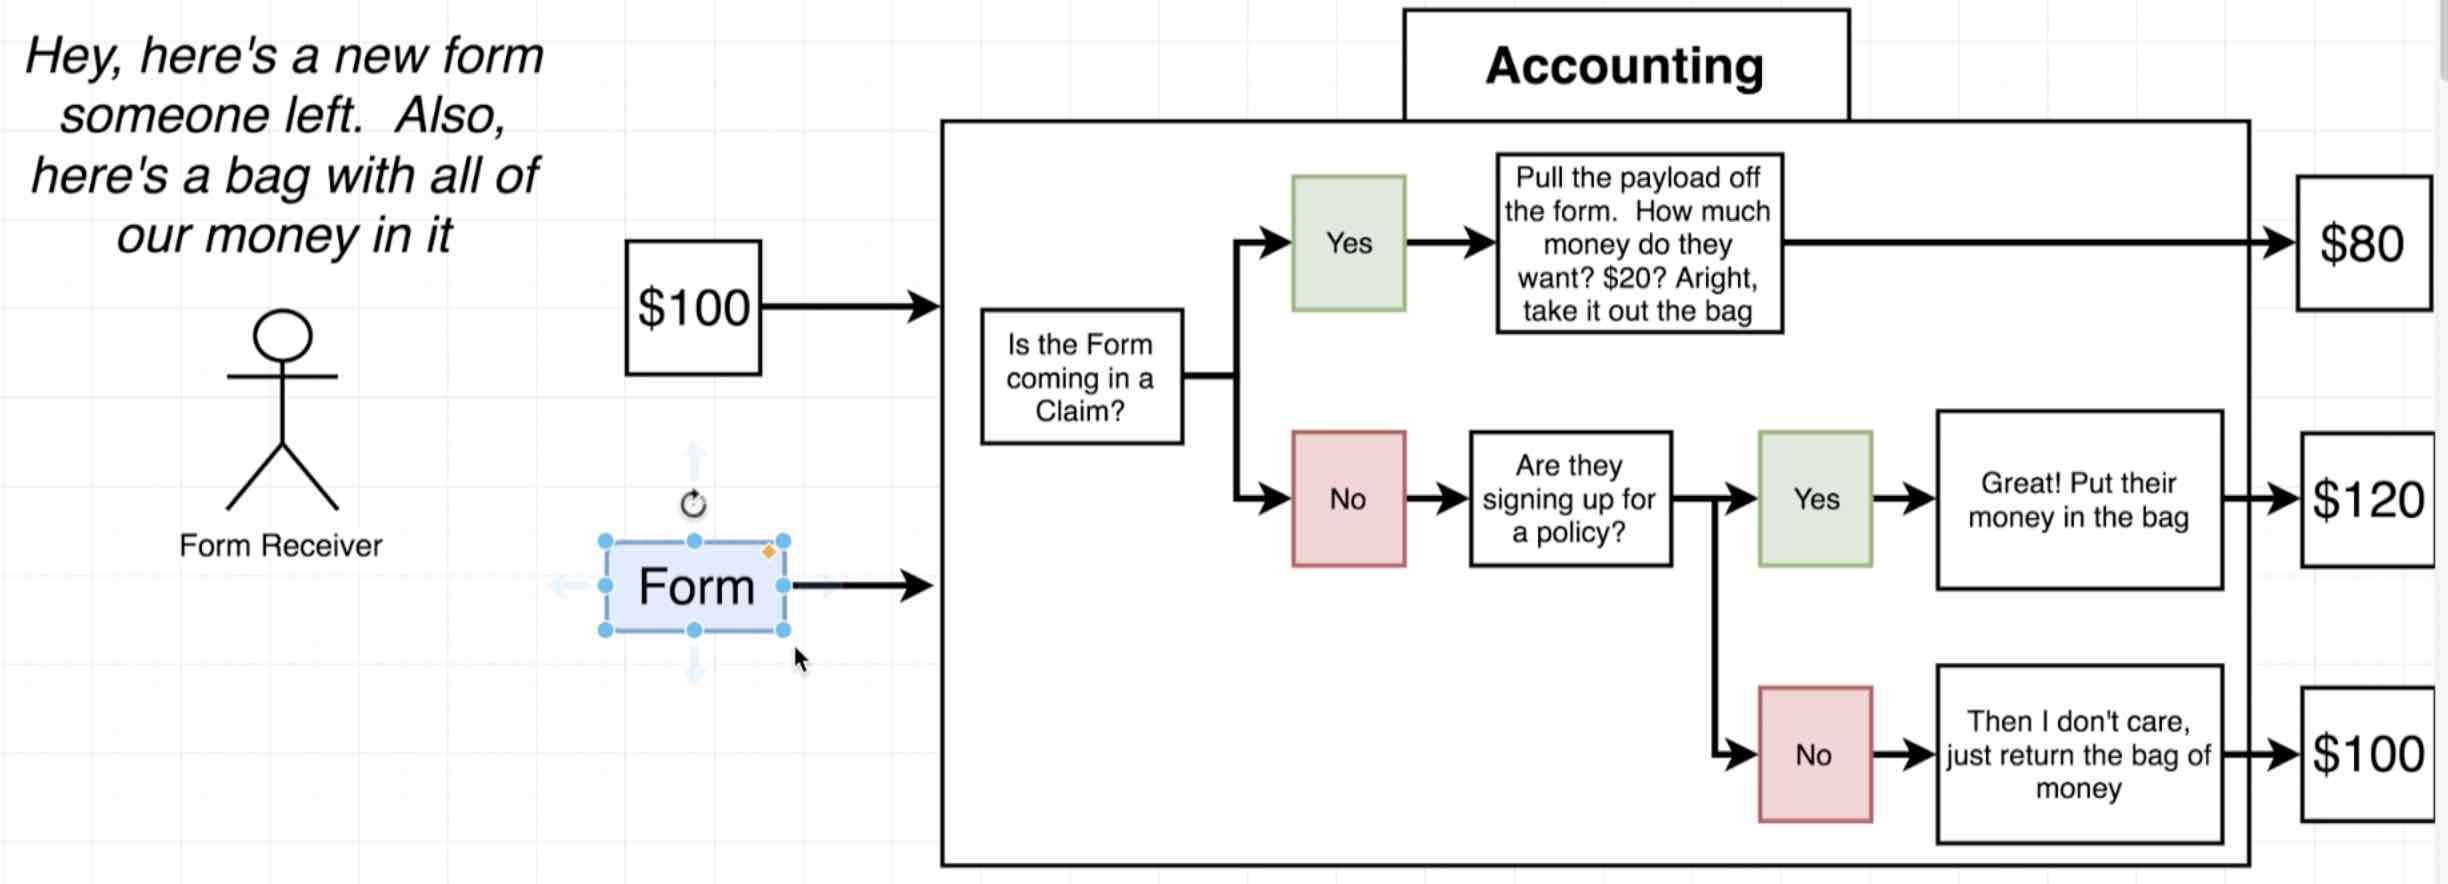 Hey, here's a new form
someone left.  Also,
here's a bag with all of
our money in it
Form Receiver
$100
Form
Accounting
Is the Form
coming in a
Claim?
Yes
Pull the payload off
the form.  How much
money do they
want? $20? Aright,
take it out the bag
$80
No
Are they
signing up for
a policy?
Yes
Great! Put their
money in the bag
$120
No
Then I don't care,
just return the bag of
money
$100